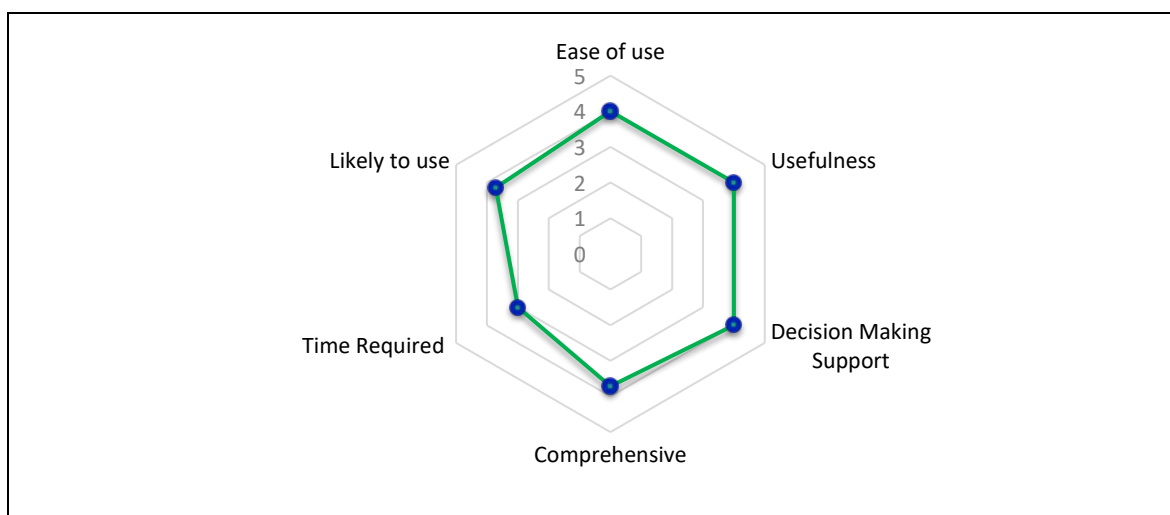 Ease of use
5
4
3
2
1
0
Likely to use
Usefulness
Time Required
Decision Making
Support
Comprehensive